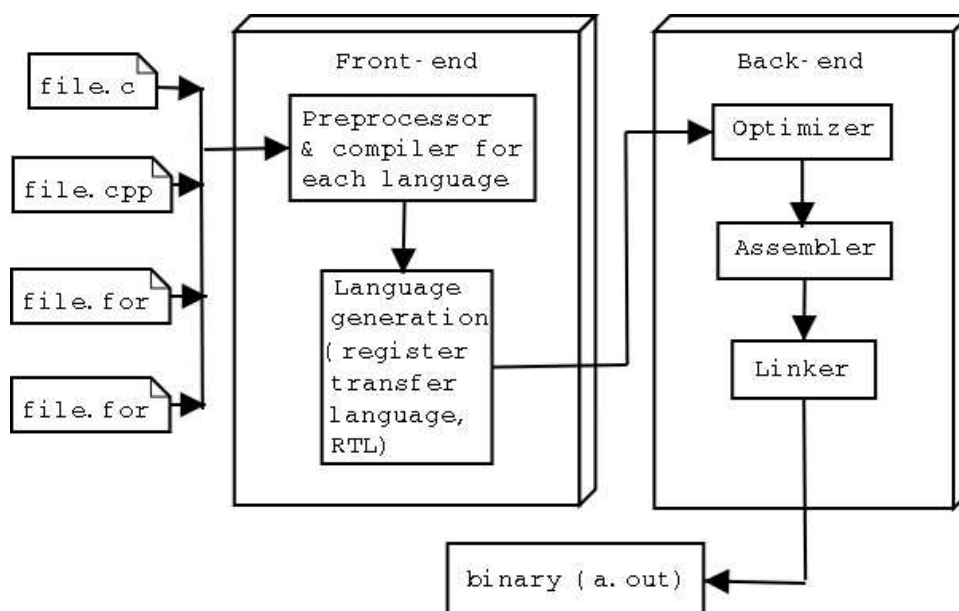 file.c
file.cpp
file.for
file.for
Front-end
Preprocessor
& compiler for
each language
Language
generation
(register
transfer
language,
RTL)
Back-end
Optimizer
Assembler
Linker
binary (a.out)